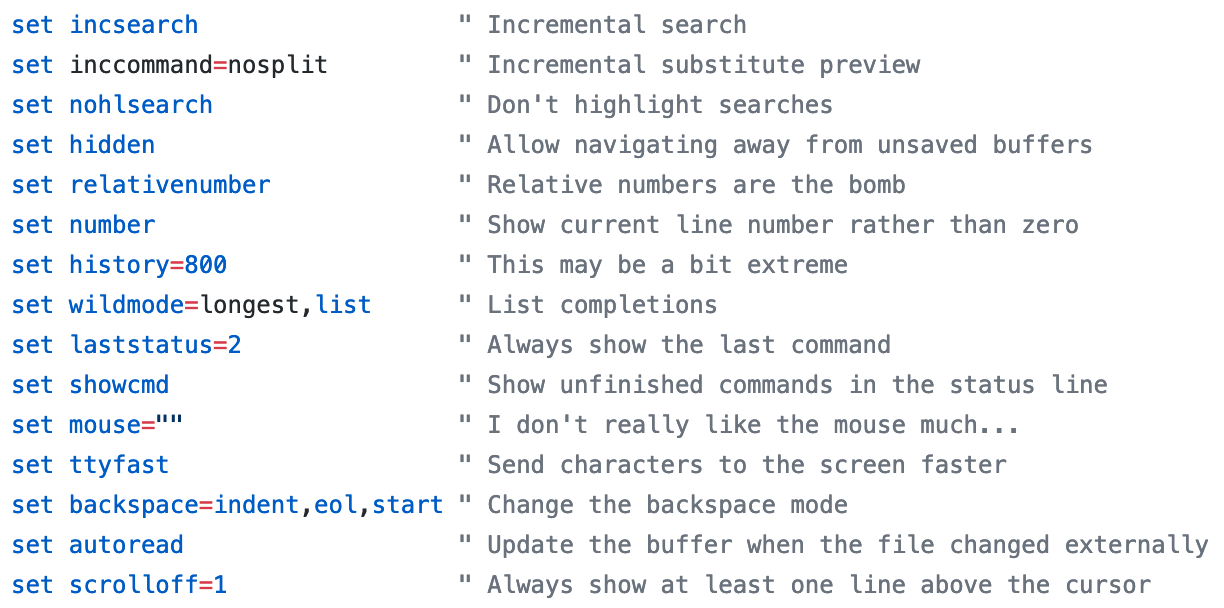 set incsearch                  " Incremental search
set inccommand=nosplit         " Incremental substitute preview
set nohlsearch                 " Don't highlight searches
set hidden                     " Allow navigating away from unsaved buffers
set relativenumber             " Relative numbers are the bomb
set number                     " Show current line number rather than zero
set history=800                " This may be a bit extreme
set wildmode=longest,list      " List completions
set laststatus=2               " Always show the last command
set showcmd                    " Show unfinished commands in the status line
set mouse=""                   " I don't really like the mouse much...
set ttyfast                    " Send characters to the screen faster
set backspace=indent,eol,start " Change the backspace mode
set autoread                   " Update the buffer when the file changed externally
set scrolloff=1                " Always show at least one line above the cursor